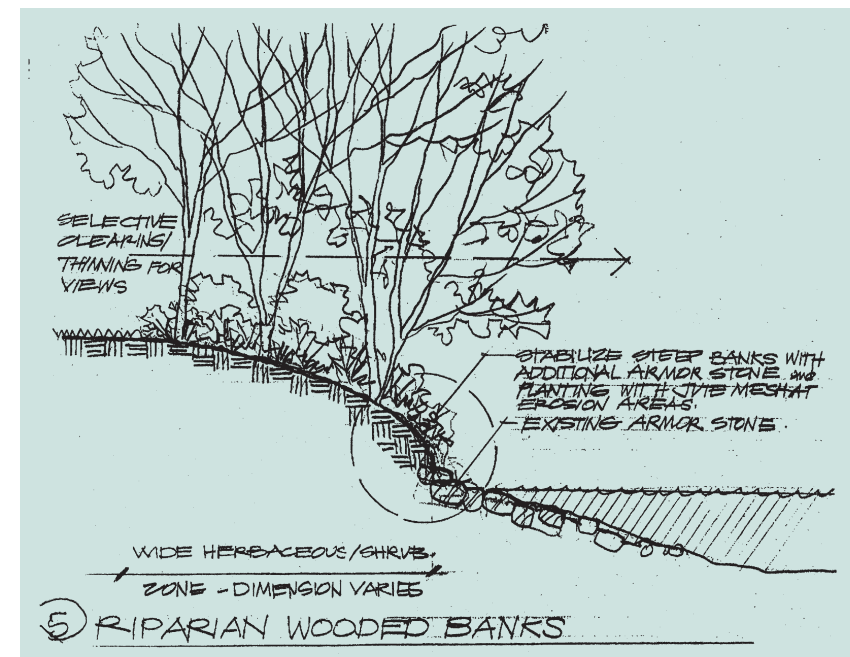 SELECTIVE
CLEARING/
THINNING FOR
VIEWS
STABILIZE STEEP BANKS WITH
ADDITIONAL ARMOR STONE and
PLANTING WITH JUTE MESH AT
EROSION AREAS.
EXISTING ARMOR STONE.
WIDE HERBACEOUS/SHRUB.
ZONE - DIMENSION VARIES
5 RIPARIAN WOODED BANKS